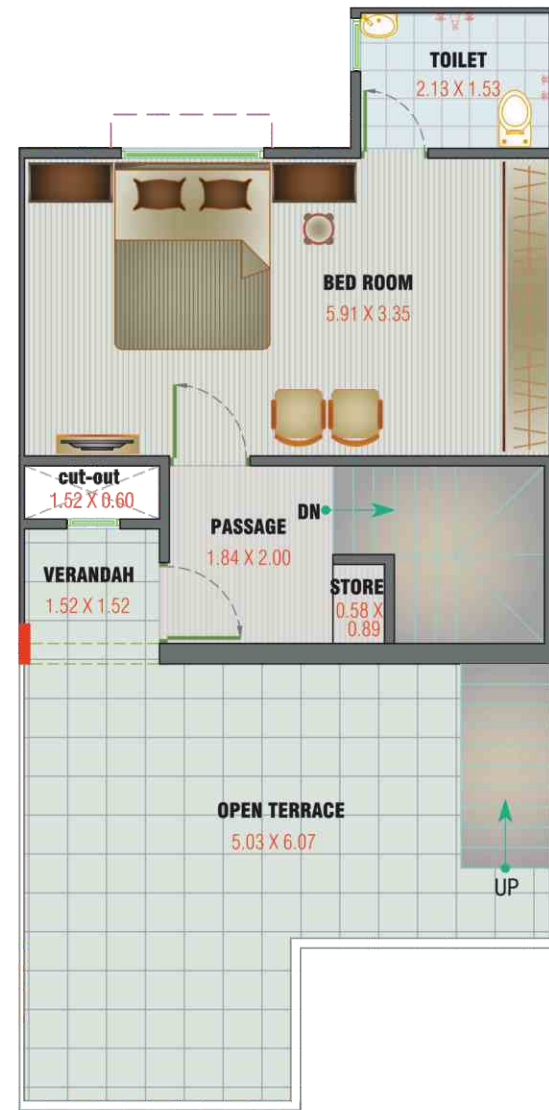 TOILET
2.13 X 1.53
BED ROOM
5.91 X 3.35
cut-out
1.52 X 0.60
PASSAGE
1.84 X 2.00
DN
VERANDAH
1.52 X 1.52
STORE
0.58 X
0.89
OPEN TERRACE
5.03 X 6.07
UP